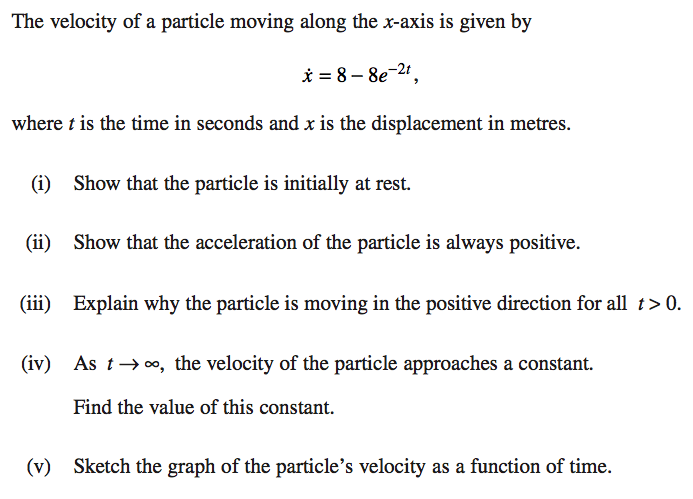 The velocity of a particle moving along the x-axis is given by
ẋ = 8 – 8e⁻²ᵗ,
where t is the time in seconds and x is the displacement in metres.
(i) Show that the particle is initially at rest.
(ii) Show that the acceleration of the particle is always positive.
(iii) Explain why the particle is moving in the positive direction for all t > 0.
(iv) As t → ∞, the velocity of the particle approaches a constant.
Find the value of this constant.
(v) Sketch the graph of the particle’s velocity as a function of time.